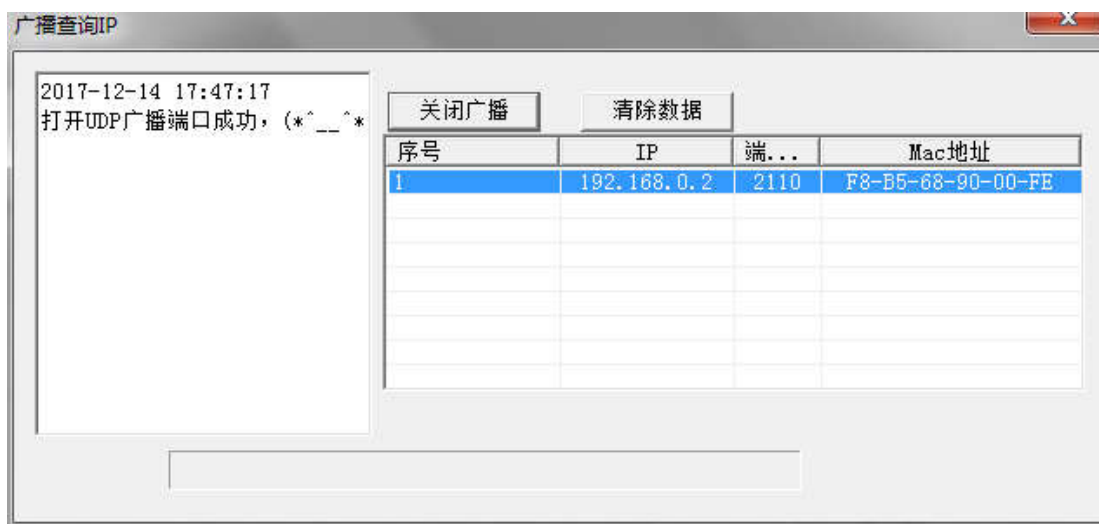 广播查询IP
2017-12-14 17:47:17
打开UDP广播端口成功，(*^__^*
关闭广播
清除数据
序号 IP 端... Mac地址
1 192.168.0.2 2110 F8-B5-68-90-00-FE